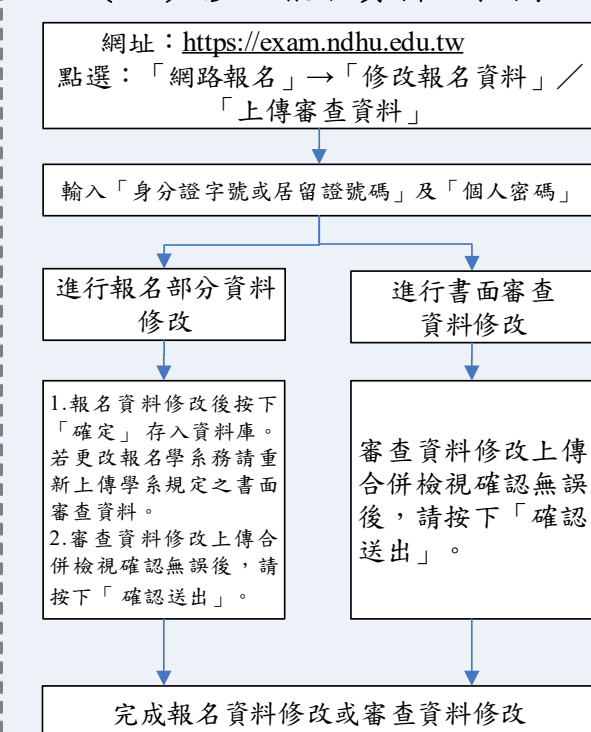 網址：https://exam.ndhu.edu.tw
點選：「網路報名」→「修改報名資料」／
「上傳審查資料」
輸入「身分證字號或居留證號碼」及「個人密碼」
進行報名部分資料
修改
進行書面審查
資料修改
1.報名資料修改後按下
「確定」存入資料庫。
若更改報名學系務請重
新上傳學系規定之書面
審查資料。
2.審查資料修改上傳合
併檢視確認無誤後，請
按下「 確認送出」。
審查資料修改上傳
合併檢視確認無誤
後，請按下「確認
送出」。
完成報名資料修改或審查資料修改